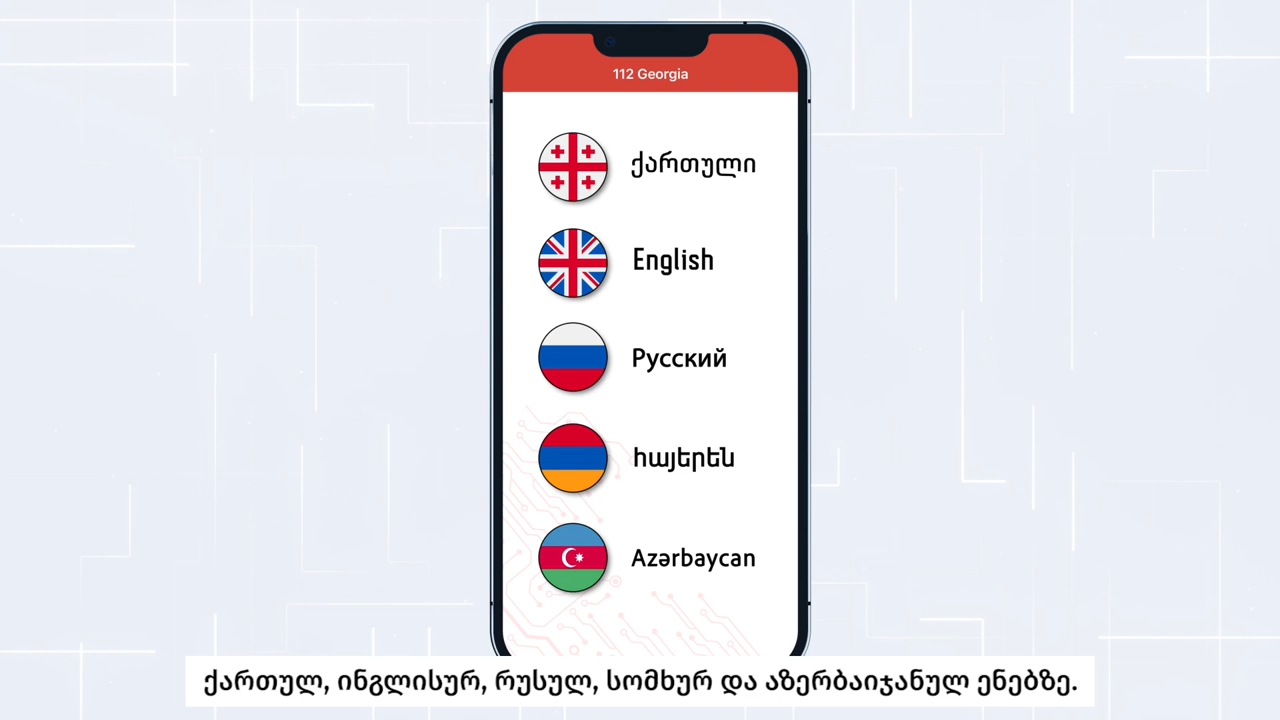 112 Georgia
ქართული
English
Русский
հայերեն
Azərbaycan
ქართულ, ინგლისურ, რუსულ, სომხურ და აზერბაიჯანულ ენებზე.